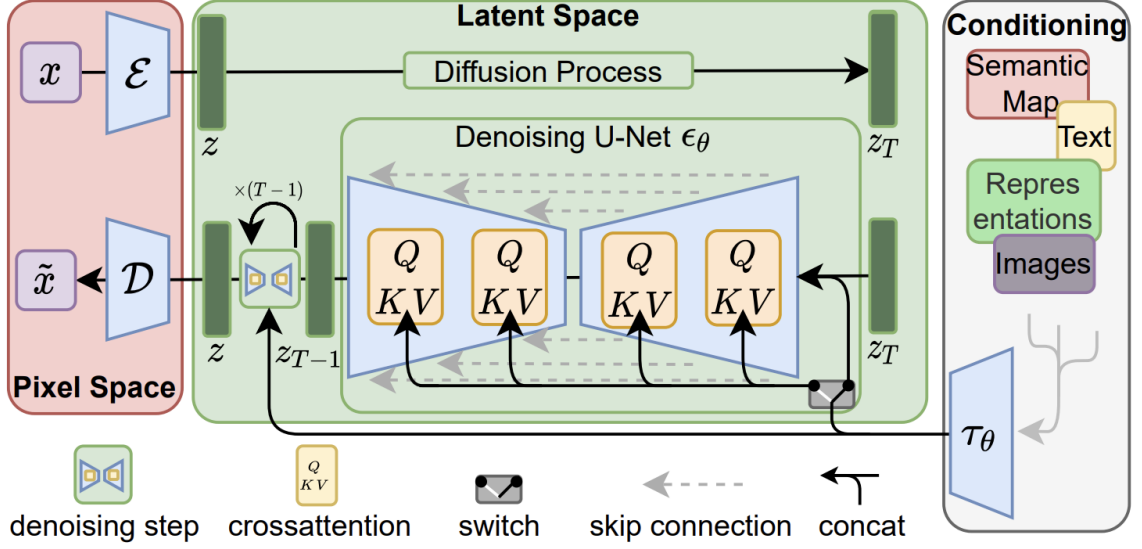 Latent Space
Conditioning
x
ℰ
Diffusion Process
Semantic
Map
Text
z
Denoising U-Net ϵ_θ
z_T
Repres
entations
Images
×(T−1)
x̃
𝒟
Q
KV
Q
KV
Q
KV
Q
KV
z
z_{T−1}
z_T
Pixel Space
τ_θ
Q
KV
denoising step
crossattention
switch
skip connection
concat